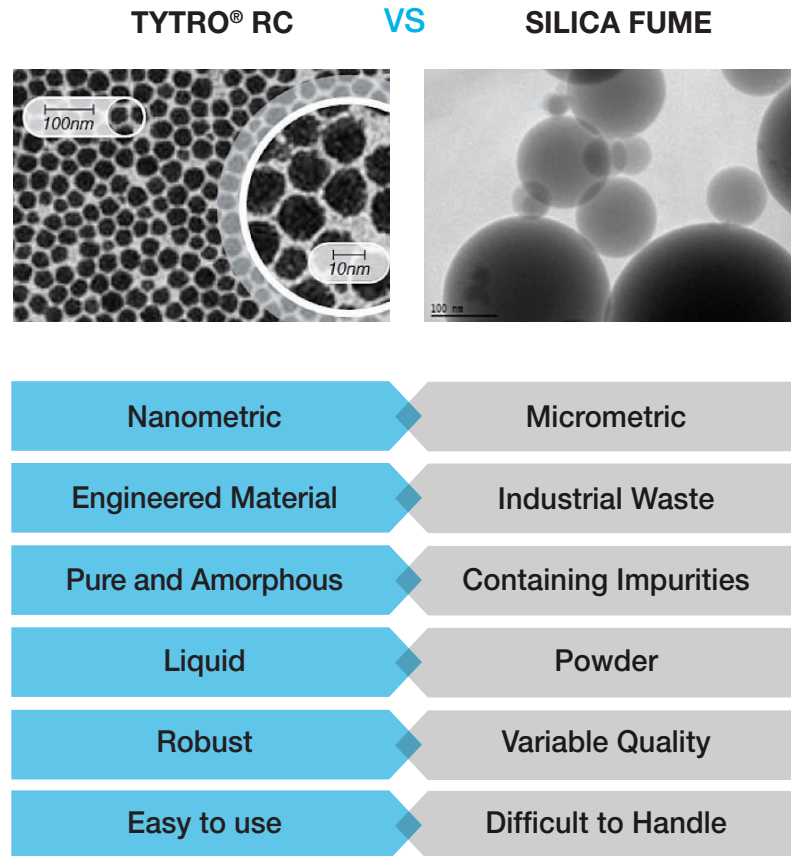 TYTRO® RC VS SILICA FUME
100nm
10nm
100 nm
Nanometric Micrometric
Engineered Material Industrial Waste
Pure and Amorphous Containing Impurities
Liquid Powder
Robust Variable Quality
Easy to use Difficult to Handle